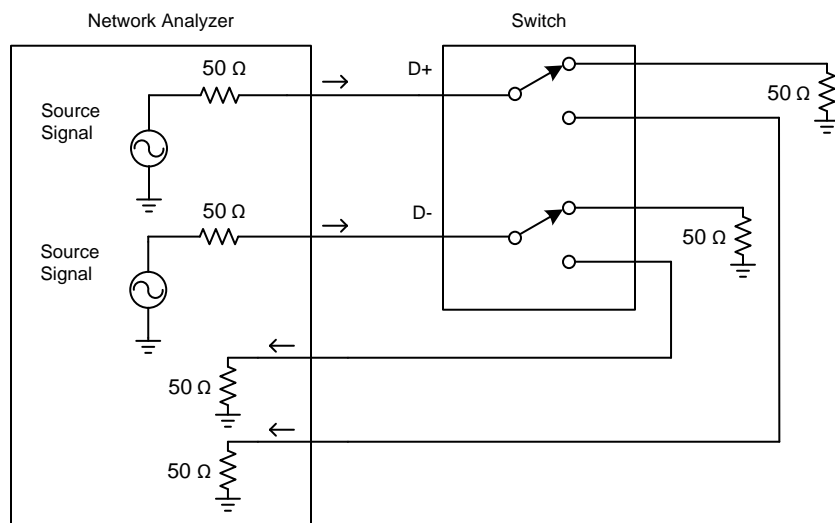 Network Analyzer
Switch
50 Ω
D+
50 Ω
Source
Signal
50 Ω
D-
50 Ω
Source
Signal
50 Ω
50 Ω